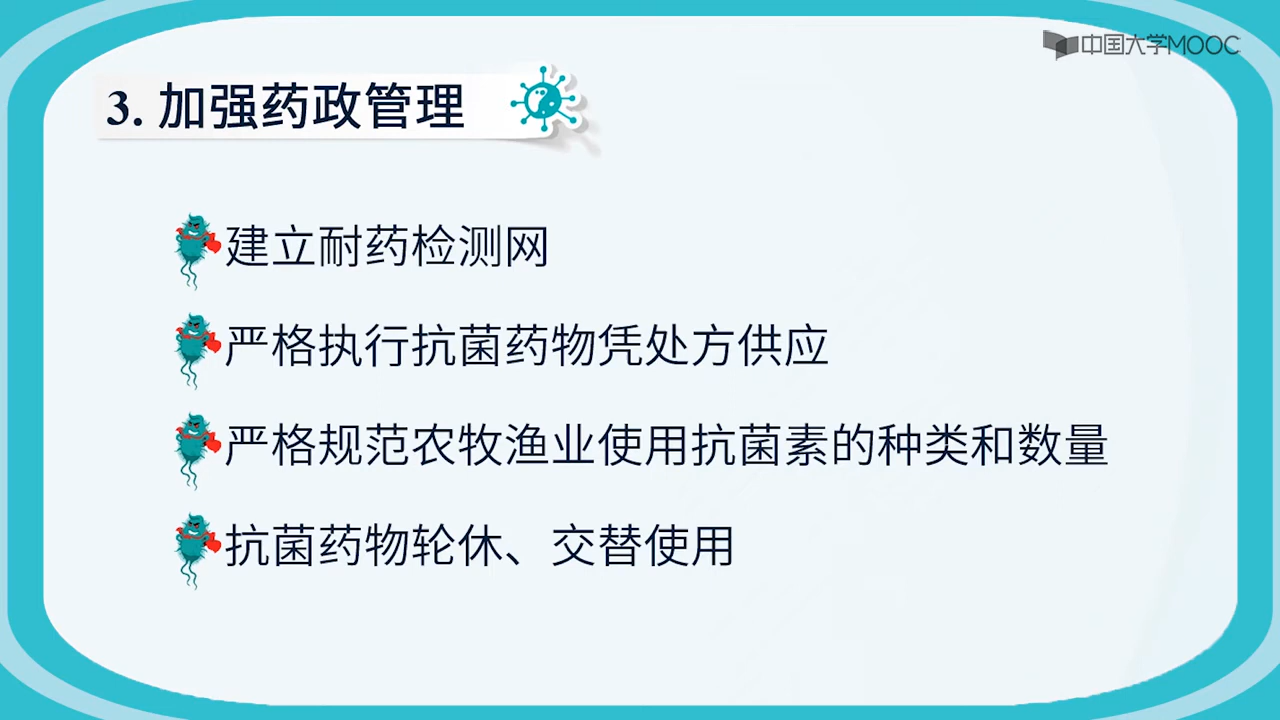 中国大学MOOC
3. 加强药政管理
建立耐药检测网
严格执行抗菌药物凭处方供应
严格规范农牧渔业使用抗菌素的种类和数量
抗菌药物轮休、交替使用